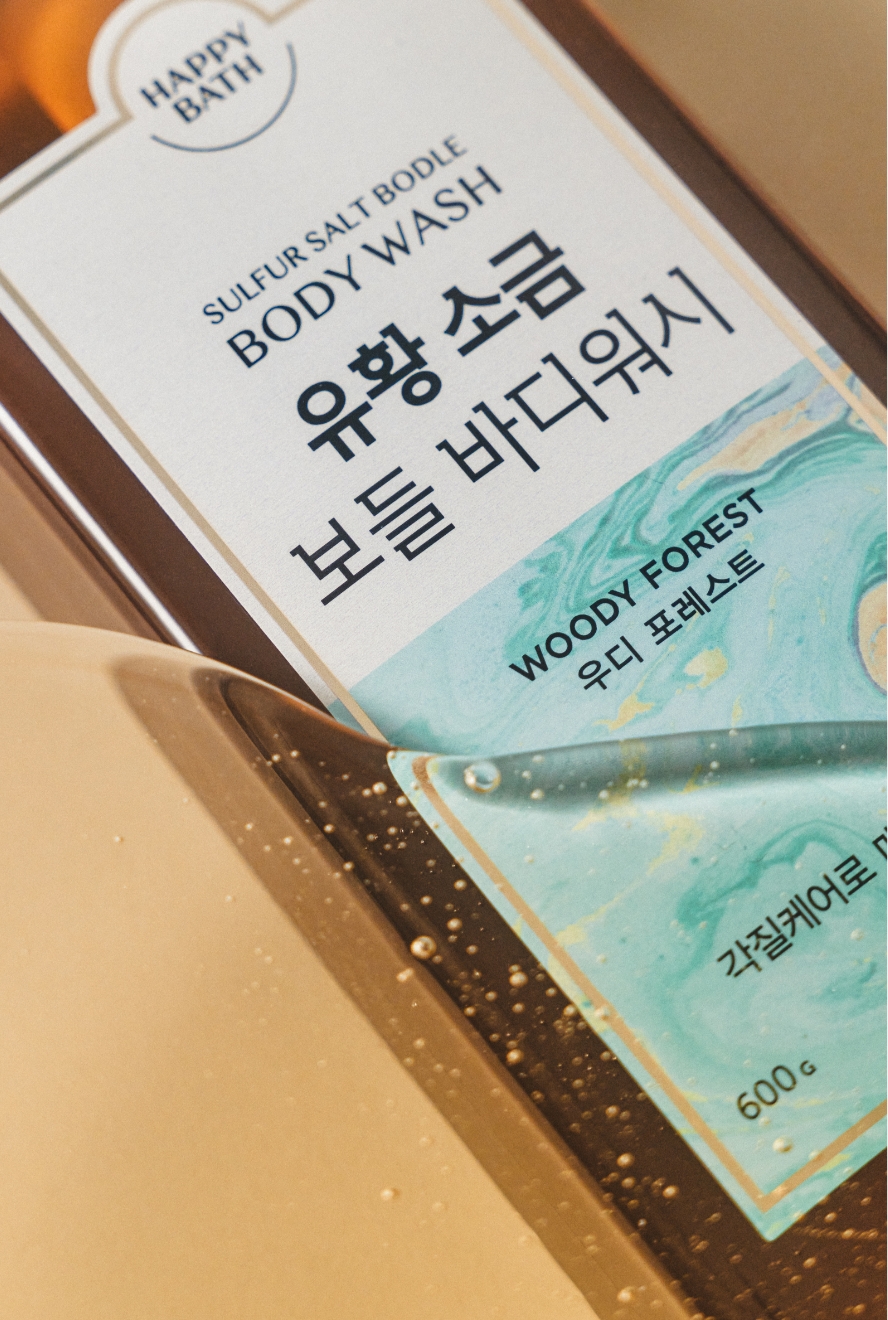 HAPPY
BATH
SULFUR SALT BODLE
BODY WASH
유황 소금
보들 바디워시
WOODY FOREST
우디 포레스트
각질케어로
600G